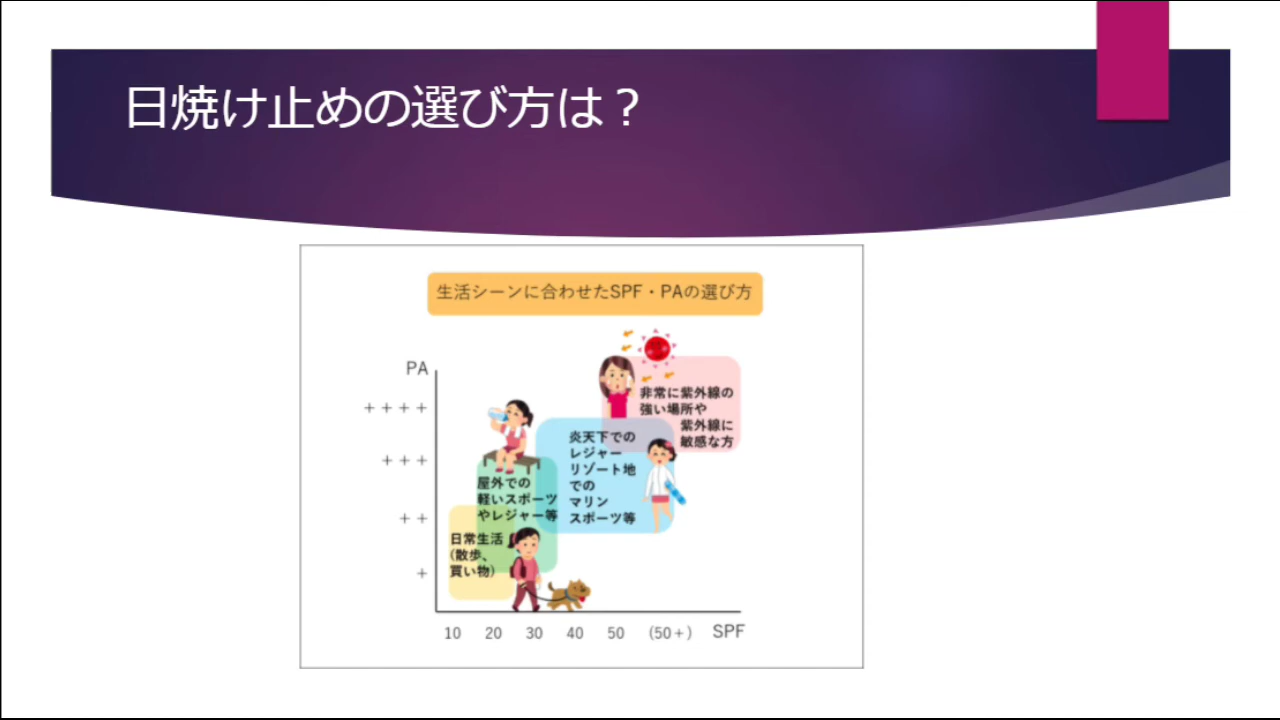 日焼け止めの選び方は？
生活シーンに合わせたSPF・PAの選び方
PA
++++
+++
++
+
非常に紫外線の
強い場所や
紫外線に
敏感な方
炎天下での
レジャー
リゾート地
での
マリン
スポーツ等
屋外での
軽いスポーツ
やレジャー等
日常生活
(散歩、
買い物)
10 20 30 40 50 (50+) SPF